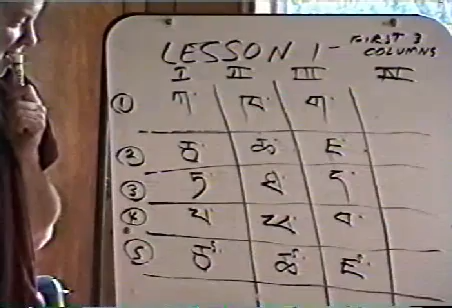 LESSON 1 - FIRST 3
COLUMNS
I II III IV
① ཀ་ ཁ་ ག་
② ཅ་ ཆ་ ཇ་
③ ཏ་ ཐ་ ད་
④ པ་ ཕ་ བ་
⑤ ཙ་ ཚ་ ཛ་